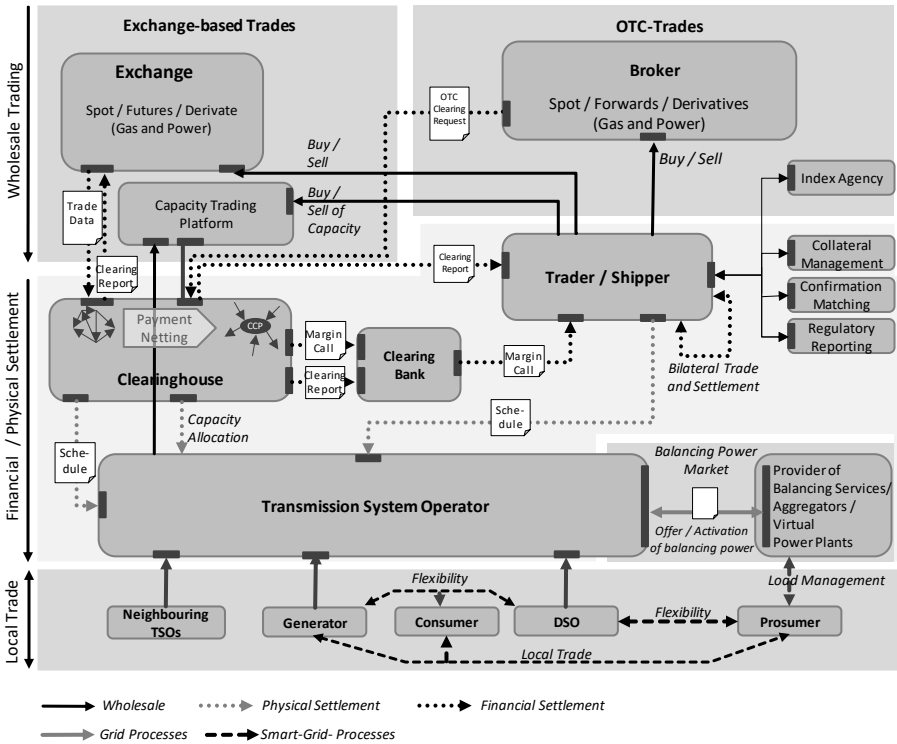 Exchange-based Trades
OTC-Trades
Wholesale Trading
Exchange
Spot / Futures / Derivate
(Gas and Power)
OTC
Clearing
Request
Broker
Spot / Forwards / Derivatives
(Gas and Power)
Buy /
Sell
Buy / Sell
Index Agency
Trade
Data
Capacity Trading
Platform
Buy /
Sell of
Capacity
Clearing
Report
Clearing
Report
Trader / Shipper
Collateral
Management
Confirmation
Matching
Regulatory
Reporting
Financial / Physical Settlement
Payment
Netting
CCP
Clearinghouse
Margin
Call
Clearing
Report
Clearing
Bank
Margin
Call
Bilateral Trade
and Settlement
Capacity
Allocation
Sche-
dule
Sche-
dule
Transmission System Operator
Balancing Power
Market
Offer / Activation
of balancing power
Provider of
Balancing Services/
Aggregators /
Virtual
Power Plants
Local Trade
Flexibility
Load Management
Neighbouring
TSOs
Generator
Consumer
DSO
Flexibility
Prosumer
Local Trade
Wholesale
Physical Settlement
Financial Settlement
Grid Processes
Smart-Grid- Processes